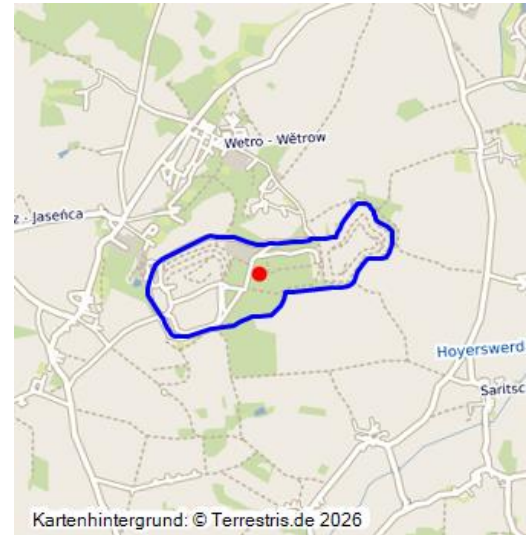 Wetro - Wětrow
z - Jaseńca
Hoyerswerd
Saritsc
Kartenhintergrund: © Terrestris.de 2026